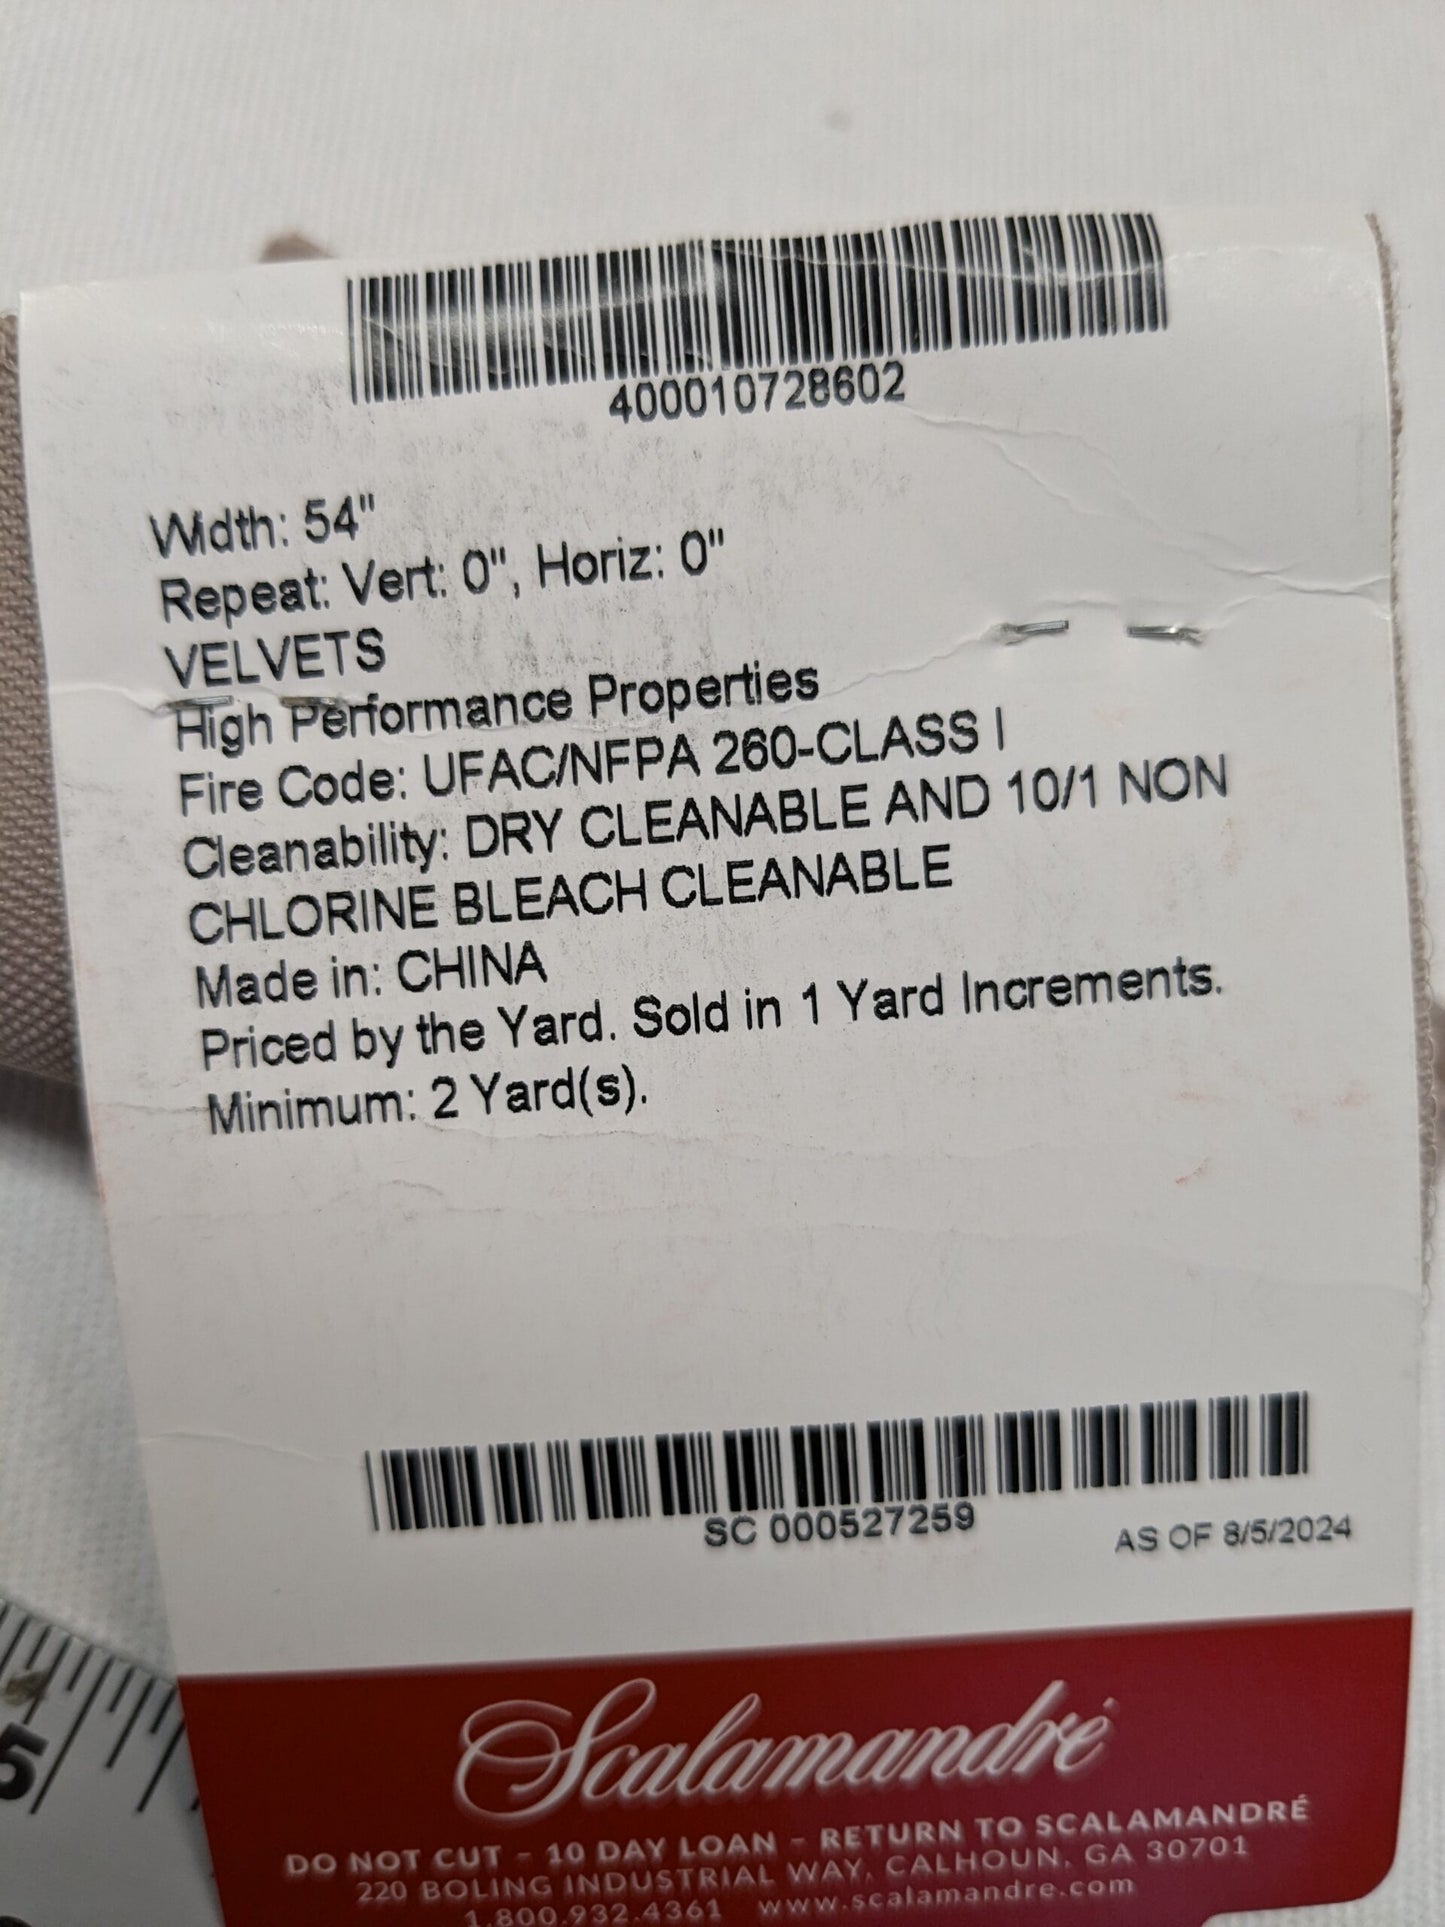 400010728602
Width: 54"
Repeat: Vert: 0", Horiz: 0"
VELVETS
High Performance Properties
Fire Code: UFAC/NFPA 260-CLASS I
Cleanability: DRY CLEANABLE AND 10/1 NON
CHLORINE BLEACH CLEANABLE
Made in: CHINA
Priced by the Yard. Sold in 1 Yard Increments.
Minimum: 2 Yard(s).
SC 000527259
AS OF 8/5/2024
5
Scalamandré
DO NOT CUT - 10 DAY LOAN - RETURN TO SCALAMANDRÉ
220 BOLING INDUSTRIAL WAY, CALHOUN, GA 30701
1.800.932.4361 www.scalamandre.com